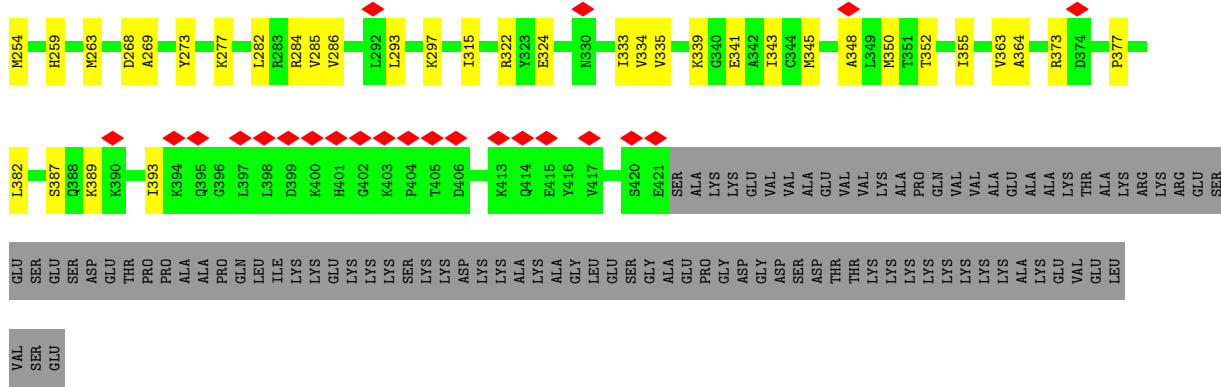 M254 H259 M263 D268 A269 Y273 K277 L282 R283 R284 V285 V286 L292 L293 K297 I315 R322 Y323 E324 N330 I333 V334 V335 K339 G340 E341 A342 I343 C344 M345 A348 L349 M350 T351 T352 I355 V363 A364 R373 D374 P377
L382 S387 Q388 K389 K390 I393 K394 Q395 G396 L397 L398 D399 K400 H401 G402 K403 P404 T405 D406 K413 Q414 E415 Y416 V417 S420 E421 SER ALA LYS LYS GLU VAL VAL ALA GLU VAL VAL LYS ALA PRO GLN VAL VAL ALA GLU ALA ALA LYS THR ALA LYS ARG LYS ARG GLU SER
GLU SER GLU SER ASP GLU THR PRO PRO ALA ALA PRO GLN LEU ILE LYS LYS GLU LYS LYS LYS SER LYS LYS ASP LYS LYS ALA LYS ALA GLY LEU GLU SER GLY ALA GLU PRO GLY ASP GLY ASP SER ASP THR THR LYS LYS LYS LYS LYS LYS LYS LYS ALA LYS GLU VAL GLU LEU
VAL SER GLU